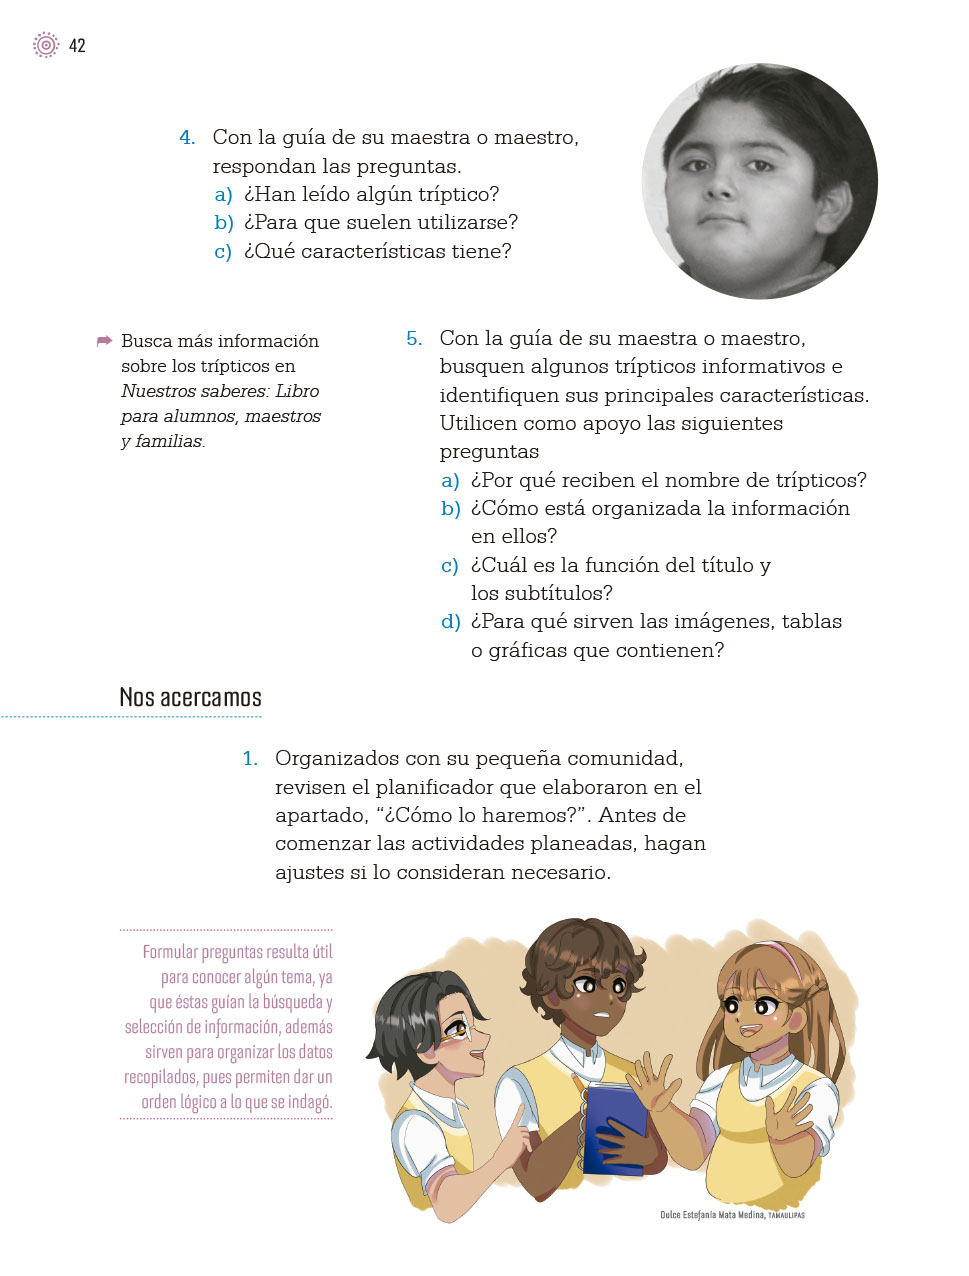 42
4. Con la guía de su maestra o maestro,
respondan las preguntas.
a) ¿Han leído algún tríptico?
b) ¿Para que suelen utilizarse?
c) ¿Qué características tiene?
Busca más información
sobre los trípticos en
Nuestros saberes: Libro
para alumnos, maestros
y familias.
5. Con la guía de su maestra o maestro,
busquen algunos trípticos informativos e
identifiquen sus principales características.
Utilicen como apoyo las siguientes
preguntas
a) ¿Por qué reciben el nombre de trípticos?
b) ¿Cómo está organizada la información
en ellos?
c) ¿Cuál es la función del título y
los subtítulos?
d) ¿Para qué sirven las imágenes, tablas
o gráficas que contienen?
Nos acercamos
1. Organizados con su pequeña comunidad,
revisen el planificador que elaboraron en el
apartado, “¿Cómo lo haremos?”. Antes de
comenzar las actividades planeadas, hagan
ajustes si lo consideran necesario.
Formular preguntas resulta útil
para conocer algún tema, ya
que éstas guían la búsqueda y
selección de información, además
sirven para organizar los datos
recopilados, pues permiten dar un
orden lógico a lo que se indagó.
Dulce Estefanía Mata Medina, TAMAULIPAS